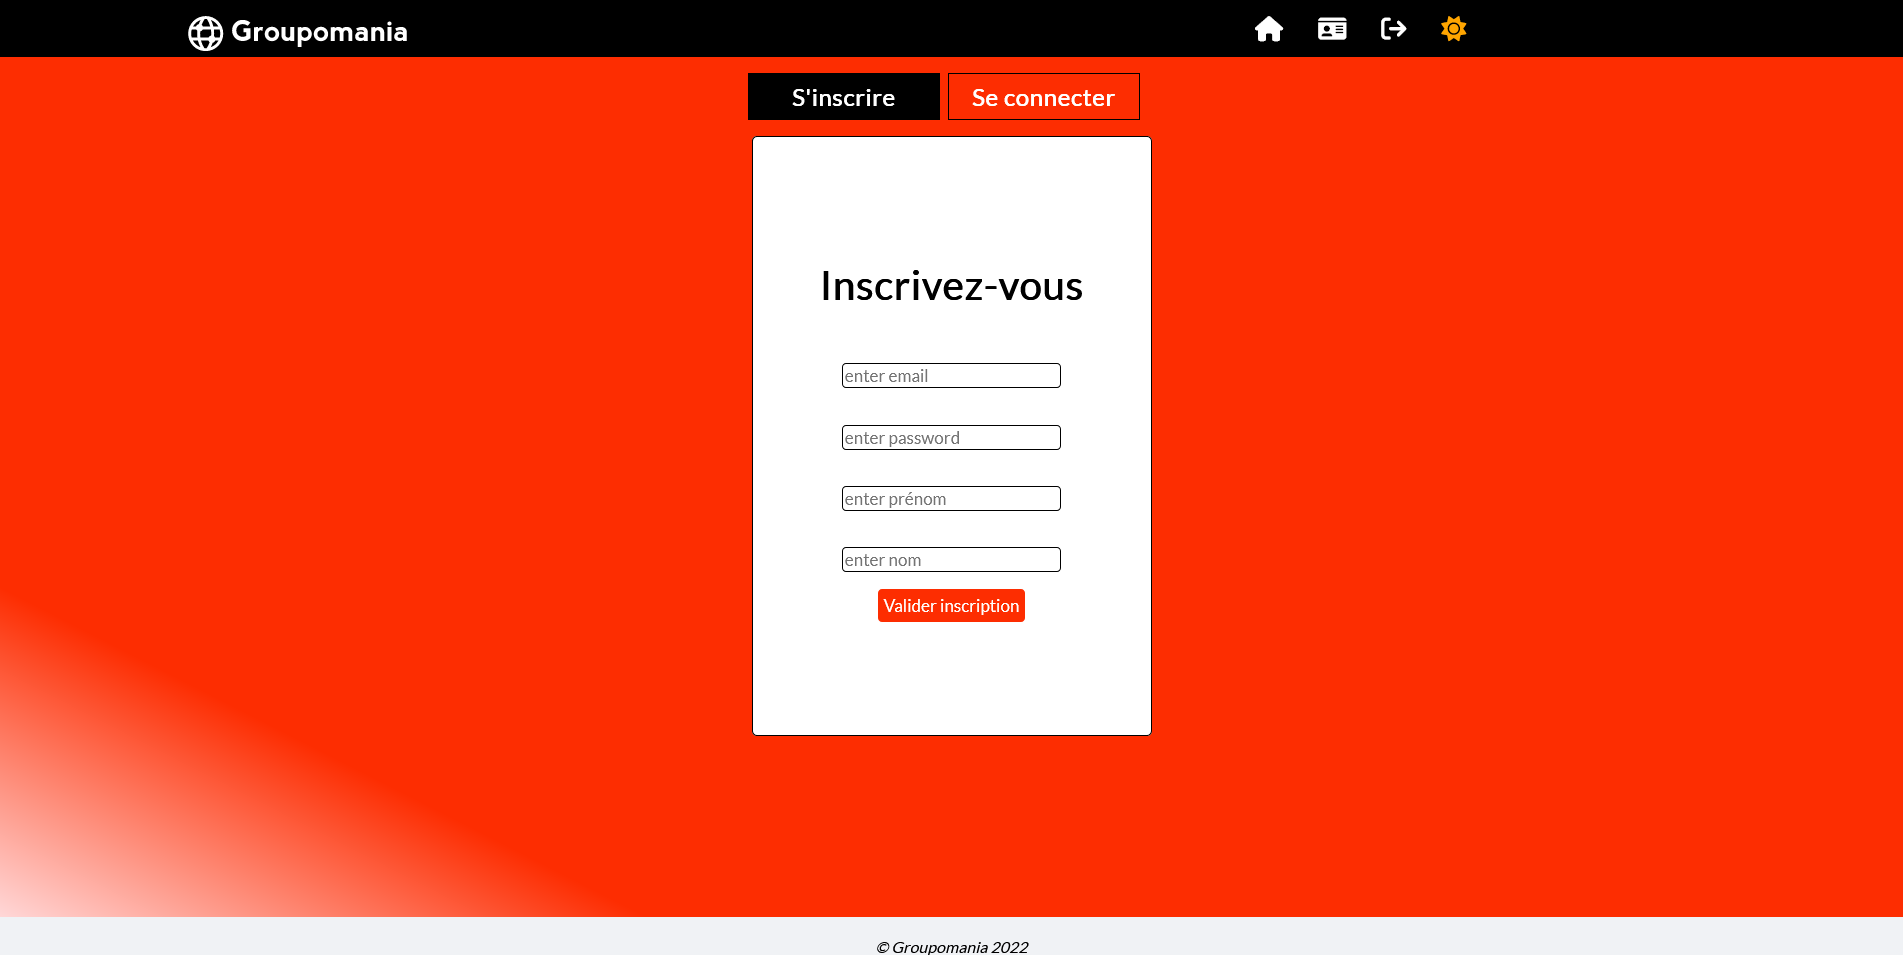 Groupomania
S'inscrire
Se connecter
Inscrivez-vous
enter email
enter password
enter prénom
enter nom
Valider inscription
© Groupomania 2022